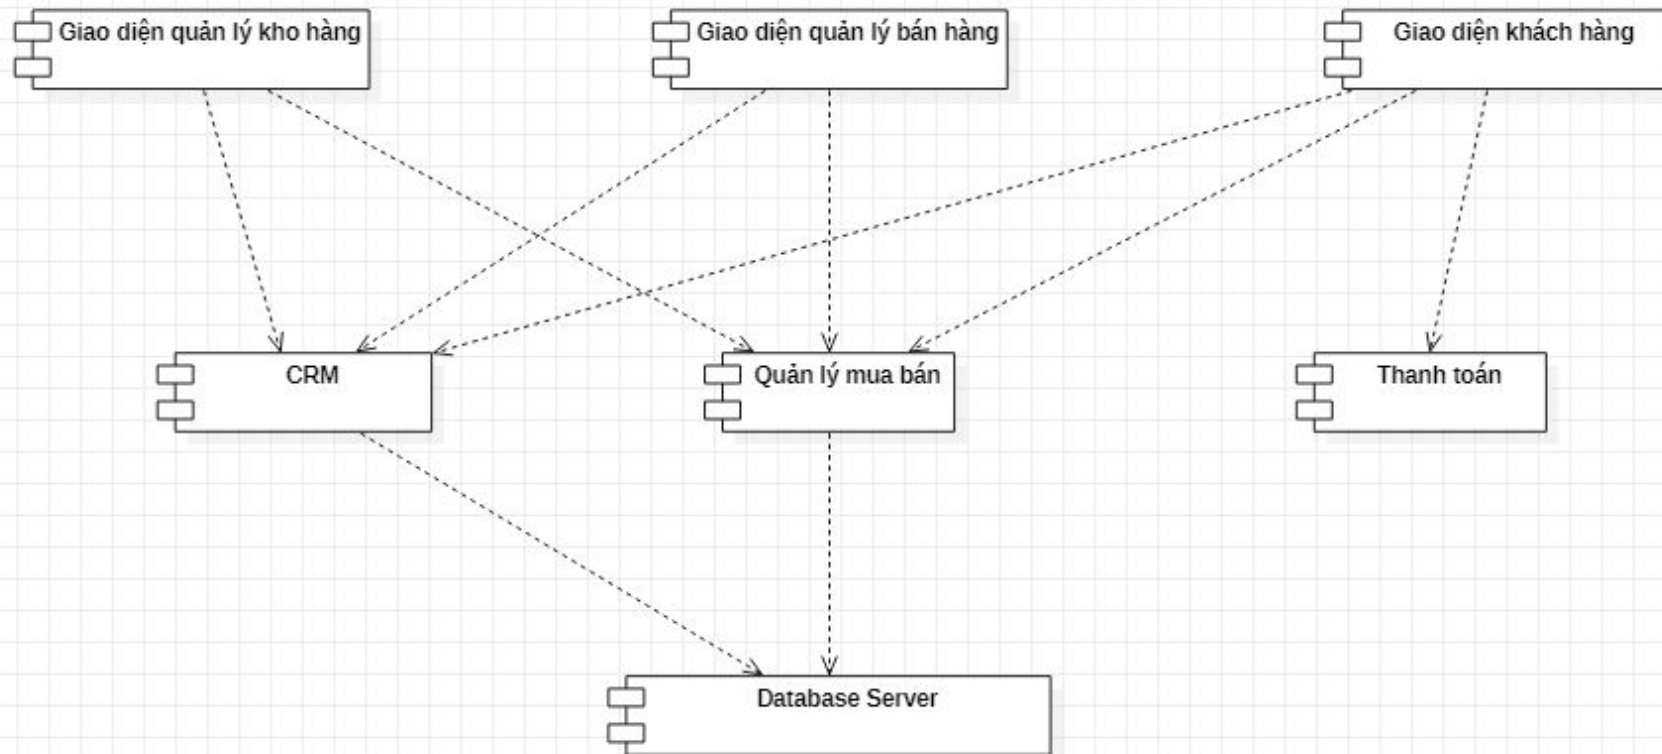 Giao diện quản lý kho hàng
Giao diện quản lý bán hàng
Giao diện khách hàng
CRM
Quản lý mua bán
Thanh toán
Database Server